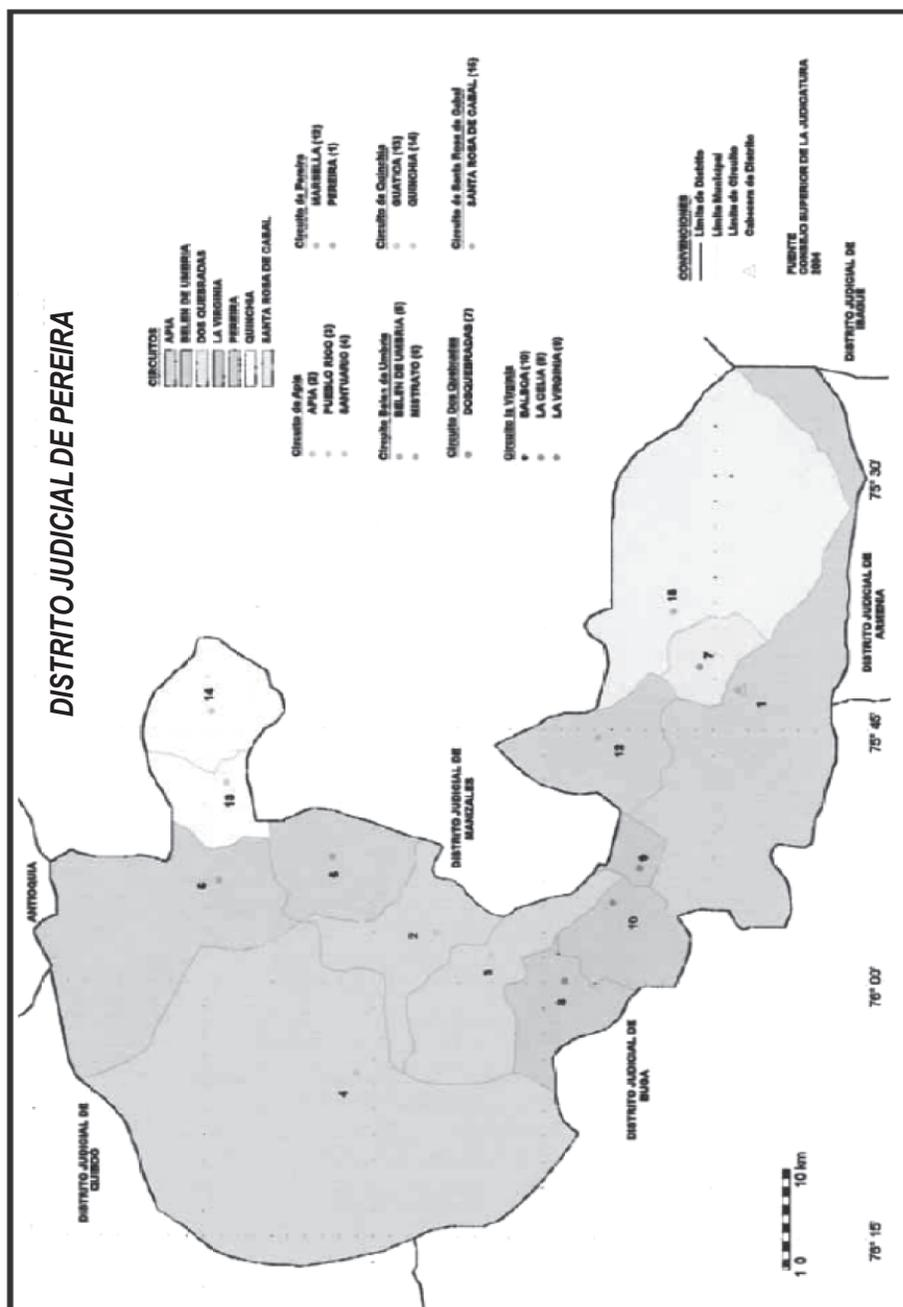 DISTRITO JUDICIAL DE PEREIRA
CIRCUITOS
APIA
BELEN DE UMBRIA
DOS QUEBRADAS
LA VIRGINIA
PEREIRA
QUINCHIA
SANTA ROSA DE CABAL
Circuito de Apia
APIA (2)
PUEBLO RICO (3)
SANTUARIO (4)
Circuito Belen de Umbria
BELEN DE UMBRIA (5)
MISTRATO (6)
Circuito Dos Quebradas
DOSQUEBRADAS (7)
Circuito la Virginia
BALBOA (10)
LA CELIA (8)
LA VIRGINIA (9)
Circuito de Pereira
MARSELLA (12)
PEREIRA (1)
Circuito de Quinchia
GUATICA (13)
QUINCHIA (14)
Circuito de Santa Rosa de Cabal
SANTA ROSA DE CABAL (15)
CONVENCIONES
Límite de Distrito
Límite Municipal
Límite de Circuito
Cabecera de Distrito
FUENTE
CONSEJO SUPERIOR DE LA JUDICATURA
2004
ANTIOQUIA
DISTRITO JUDICIAL DE
QUIBDO
DISTRITO JUDICIAL DE
MANIZALES
DISTRITO JUDICIAL DE
BUGA
DISTRITO JUDICIAL DE
ARMENIA
DISTRITO JUDICIAL DE
IBAGUE
14
13
6
5
2
4
8
10
9
12
7
1
1 0 10 km
76° 15'
76° 00'
75° 45'
75° 30'